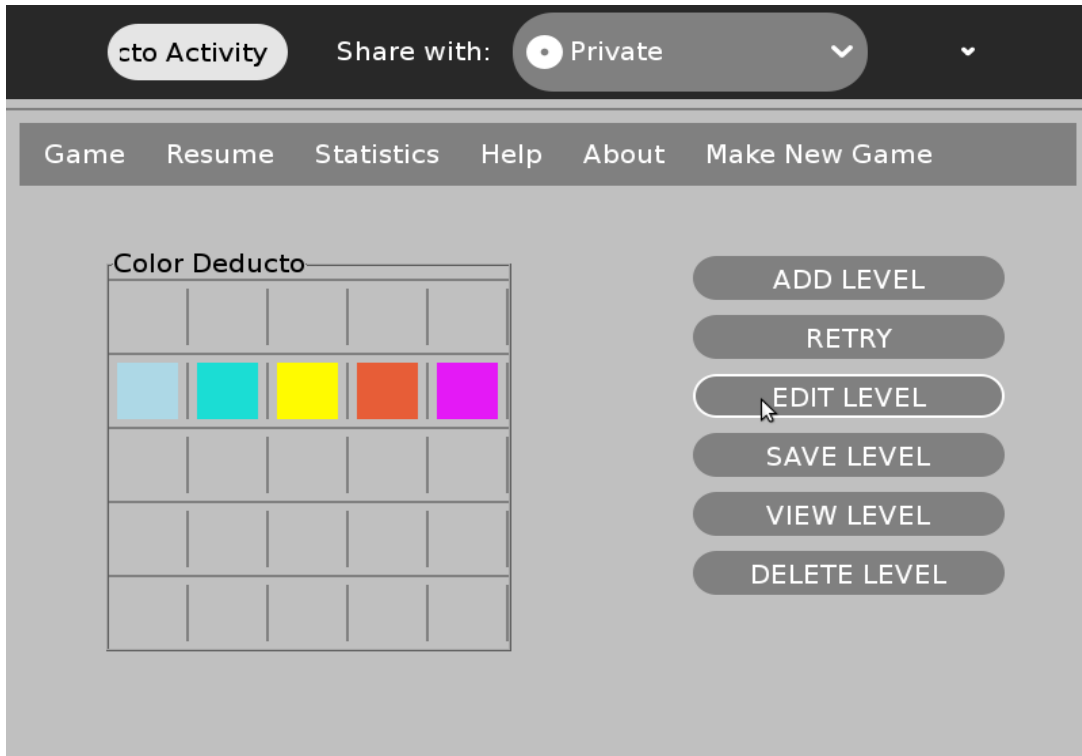 cto Activity Share with: Private
Game Resume Statistics Help About Make New Game
Color Deducto
ADD LEVEL
RETRY
EDIT LEVEL
SAVE LEVEL
VIEW LEVEL
DELETE LEVEL